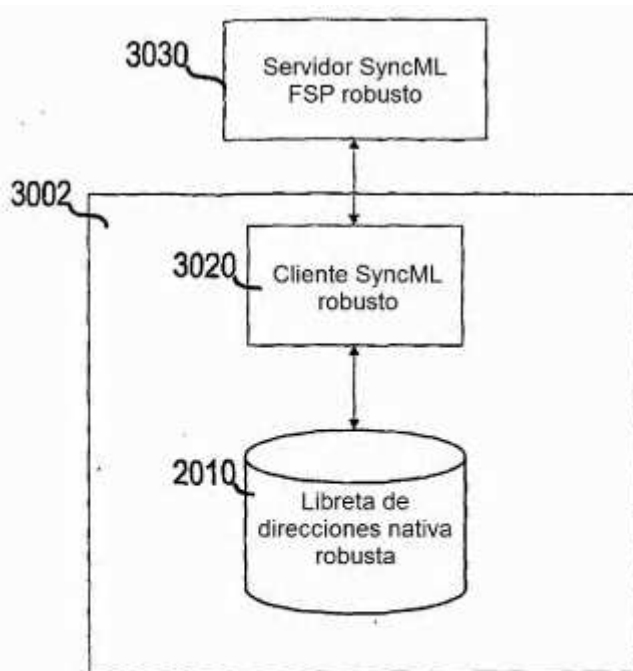 3030
Servidor SyncML
FSP robusto
3002
3020
Cliente SyncML
robusto
2010
Libreta de
direcciones nativa
robusta